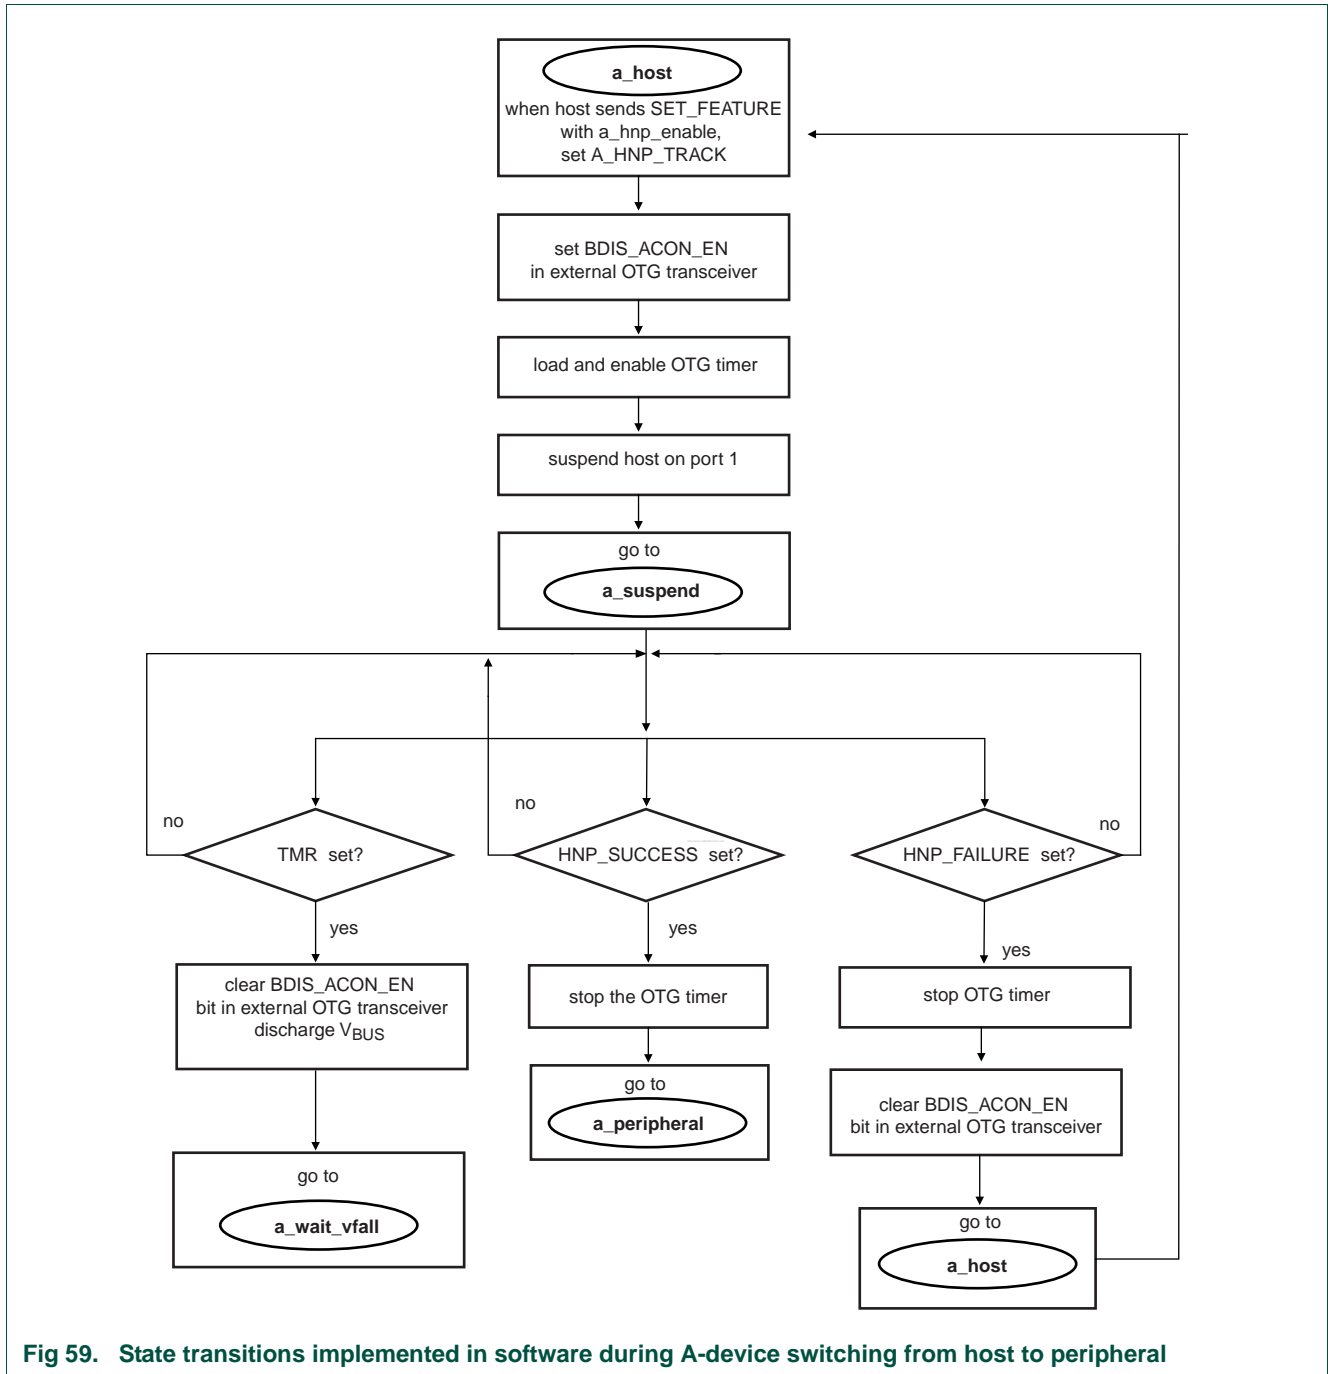 a_host
when host sends SET_FEATURE
with a_hnp_enable,
set A_HNP_TRACK
set BDIS_ACON_EN
in external OTG transceiver
load and enable OTG timer
suspend host on port 1
go to
a_suspend
no
TMR set?
yes
no
HNP_SUCCESS set?
yes
no
HNP_FAILURE set?
yes
clear BDIS_ACON_EN
bit in external OTG transceiver
discharge VBUS
go to
a_wait_vfall
stop the OTG timer
go to
a_peripheral
stop OTG timer
clear BDIS_ACON_EN
bit in external OTG transceiver
go to
a_host
Fig 59. State transitions implemented in software during A-device switching from host to peripheral